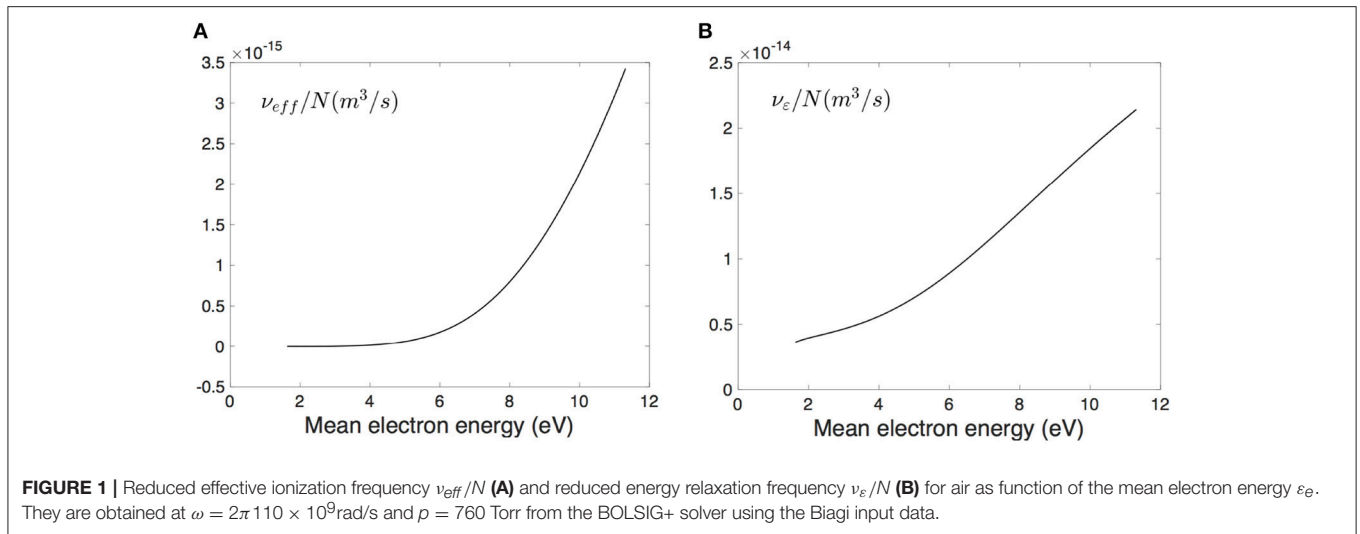 A
×10⁻¹⁵
3.5
3
2.5
2
1.5
1
0.5
0
-0.5
ν_eff/N(m³/s)
0 2 4 6 8 10 12
Mean electron energy (eV)
B
×10⁻¹⁴
2.5
2
1.5
1
0.5
0
ν_ε/N(m³/s)
0 2 4 6 8 10 12
Mean electron energy (eV)
FIGURE 1 | Reduced effective ionization frequency ν_eff/N (A) and reduced energy relaxation frequency ν_ε/N (B) for air as function of the mean electron energy ε_e.
They are obtained at ω = 2π110 × 10⁹rad/s and p = 760 Torr from the BOLSIG+ solver using the Biagi input data.